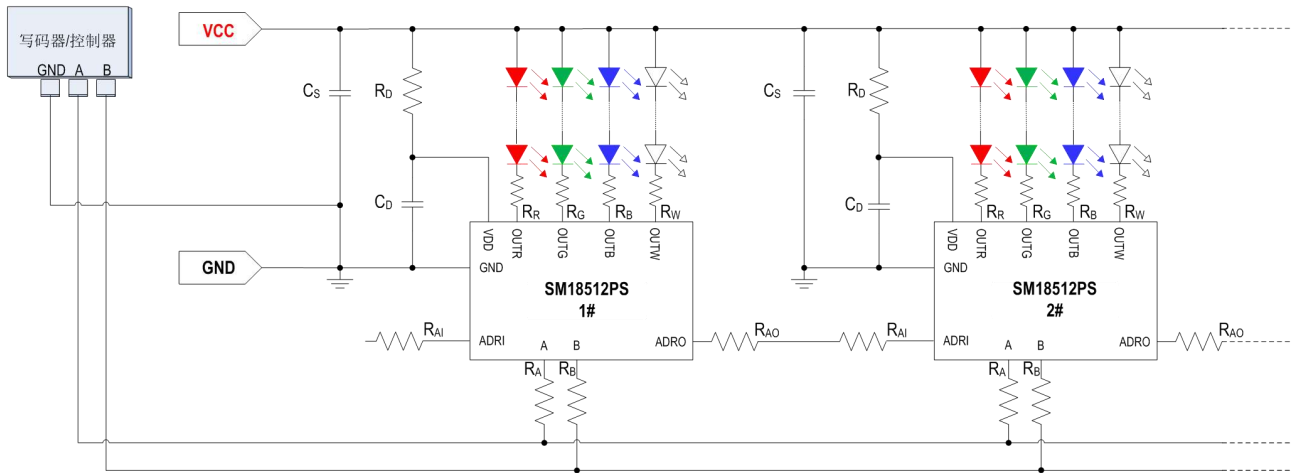 写码器/控制器
GND A B
VCC
GND
CS
RD
CD
RR RG RB RW
VDD OUTR OUTG OUTB OUTW
GND
SM18512PS
1#
RAI
ADRI
A B
ADRO
RAO
RA RB
CS
RD
CD
RR RG RB RW
VDD OUTR OUTG OUTB OUTW
GND
SM18512PS
2#
RAI
ADRI
A B
ADRO
RAO
RA RB